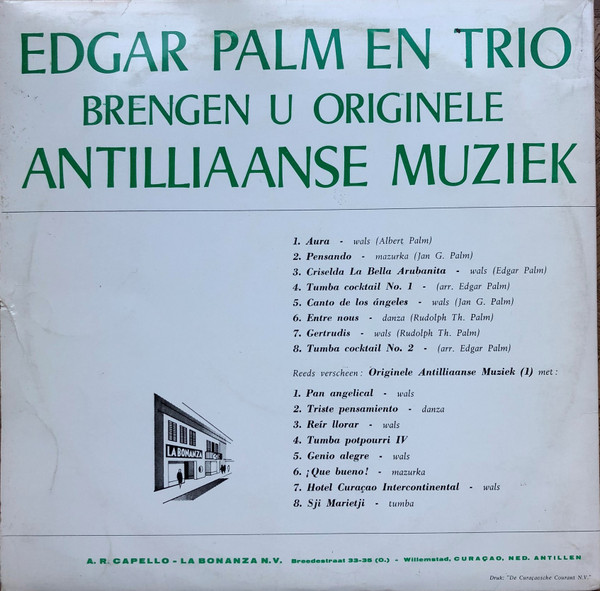 EDGAR PALM EN TRIO
BRENGEN U ORIGINELE
ANTILLIAANSE MUZIEK
1. Aura - wals (Albert Palm)
2. Pensando - mazurka (Jan G. Palm)
3. Criselda La Bella Arubanita - wals (Edgar Palm)
4. Tumba cocktail No. 1 - (arr. Edgar Palm)
5. Canto de los ángeles - wals (Jan G. Palm)
6. Entre nous - danza (Rudolph Th. Palm)
7. Gertrudis - wals (Rudolph Th. Palm)
8. Tumba cocktail No. 2 - (arr. Edgar Palm)
Reeds verscheen: Originele Antilliaanse Muziek (1) met:
1. Pan angelical - wals
2. Triste pensamiento - danza
3. Reír llorar - wals
4. Tumba potpourri IV
5. Genio alegre - wals
6. ¡Que bueno! - mazurka
7. Hotel Curaçao Intercontinental - wals
8. Sji Marietji - tumba
LA BONANZA
A. R. CAPELLO - LA BONANZA N.V. Breedestraat 33-35 (O.) - Willemstad, CURAÇAO, NED. ANTILLEN
Druk: "De Curaçaosche Courant N.V."